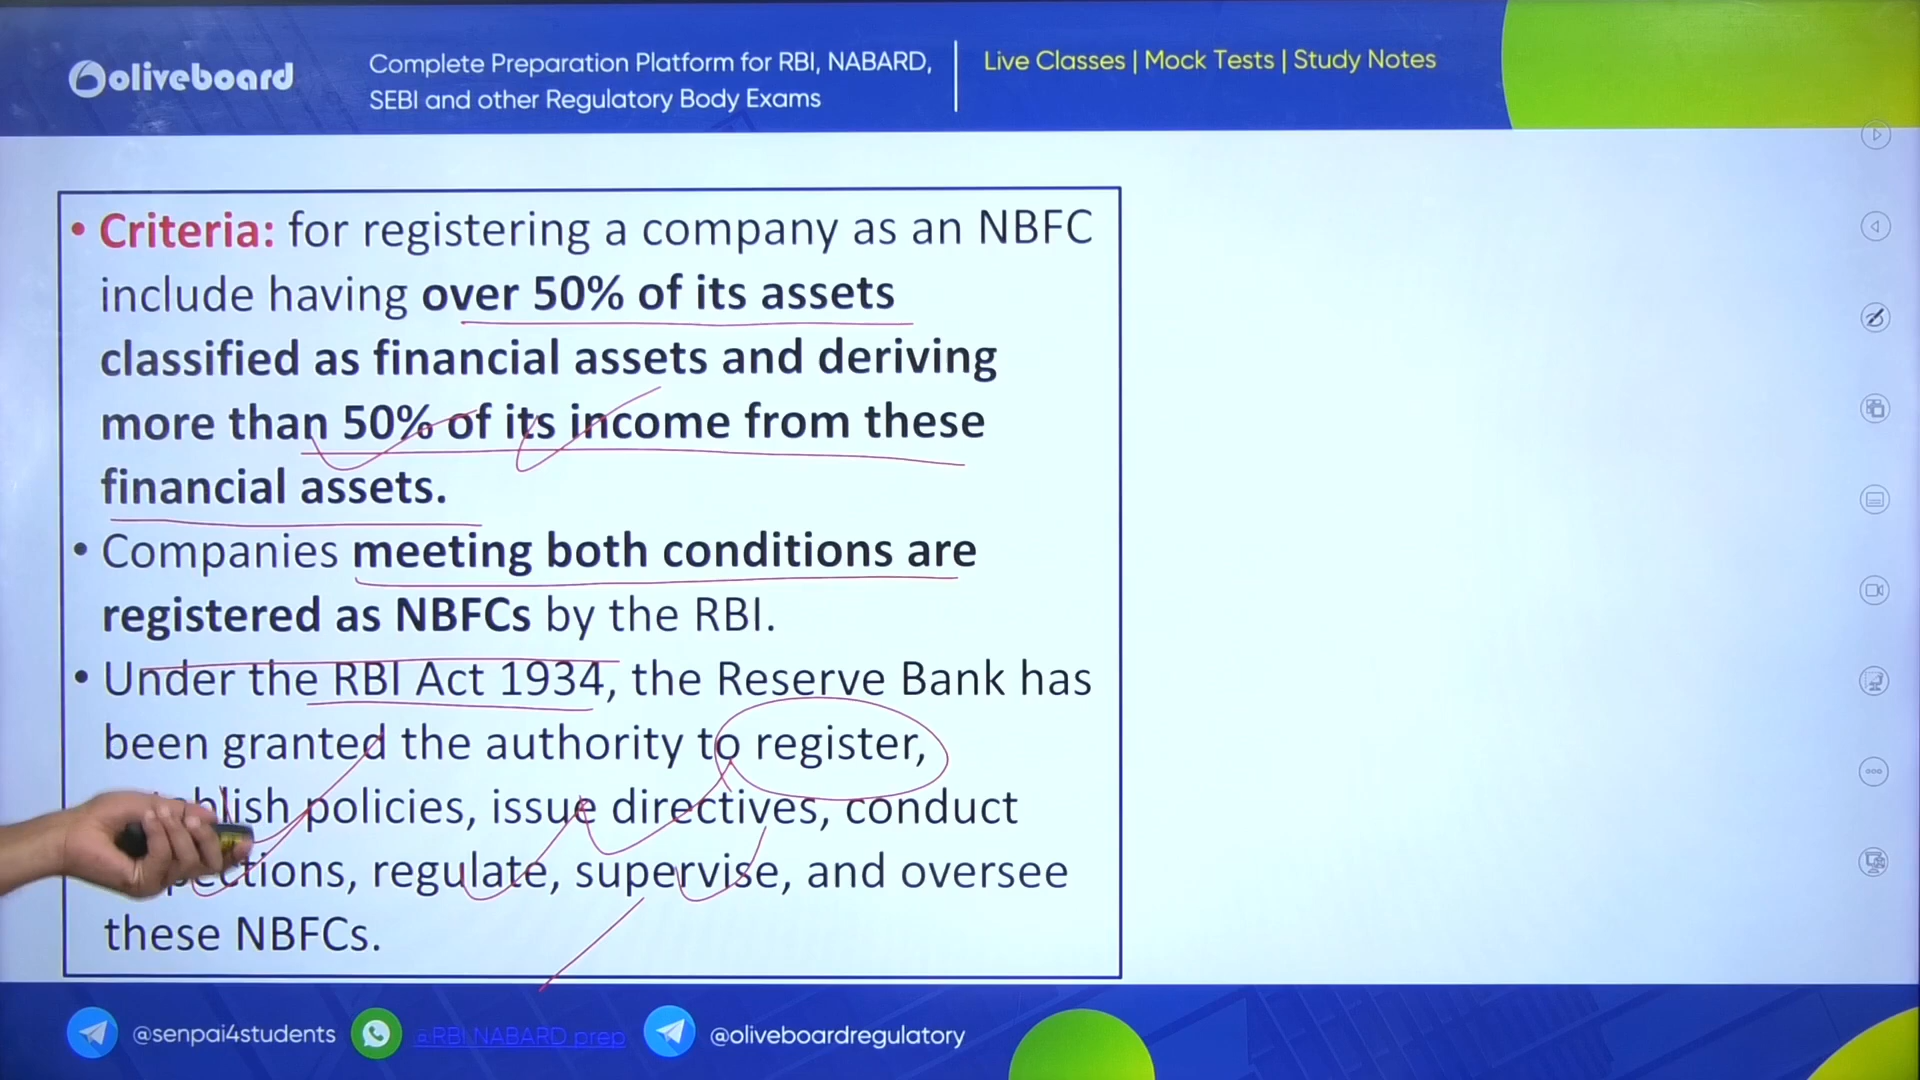 oliveboard
Complete Preparation Platform for RBI, NABARD,
SEBI and other Regulatory Body Exams
Live Classes | Mock Tests | Study Notes
• Criteria: for registering a company as an NBFC
include having over 50% of its assets
classified as financial assets and deriving
more than 50% of its income from these
financial assets.
• Companies meeting both conditions are
registered as NBFCs by the RBI.
• Under the RBI Act 1934, the Reserve Bank has
been granted the authority to register,
policies, issue directives, conduct
regulate, supervise, and oversee
these NBFCs.
@senpai4students
@RBI NABARD prep
@oliveboardregulatory